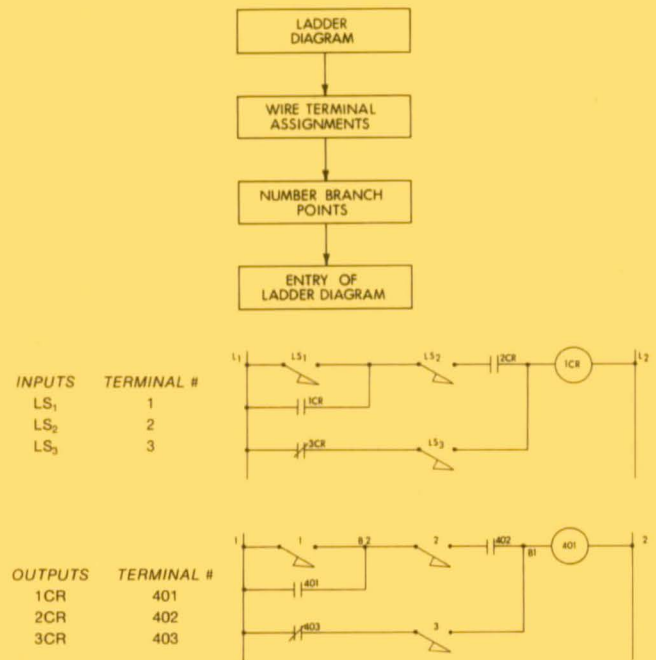 LADDER
DIAGRAM
WIRE TERMINAL
ASSIGNMENTS
NUMBER BRANCH
POINTS
ENTRY OF
LADDER DIAGRAM
INPUTS TERMINAL #
LS₁ 1
LS₂ 2
LS₃ 3
L1 LS₁ LS₂ 2CR 1CR L2
1CR
3CR LS₃
OUTPUTS TERMINAL #
1CR 401
2CR 402
3CR 403
1 1 B2 2 402 B1 401 2
401
403 3